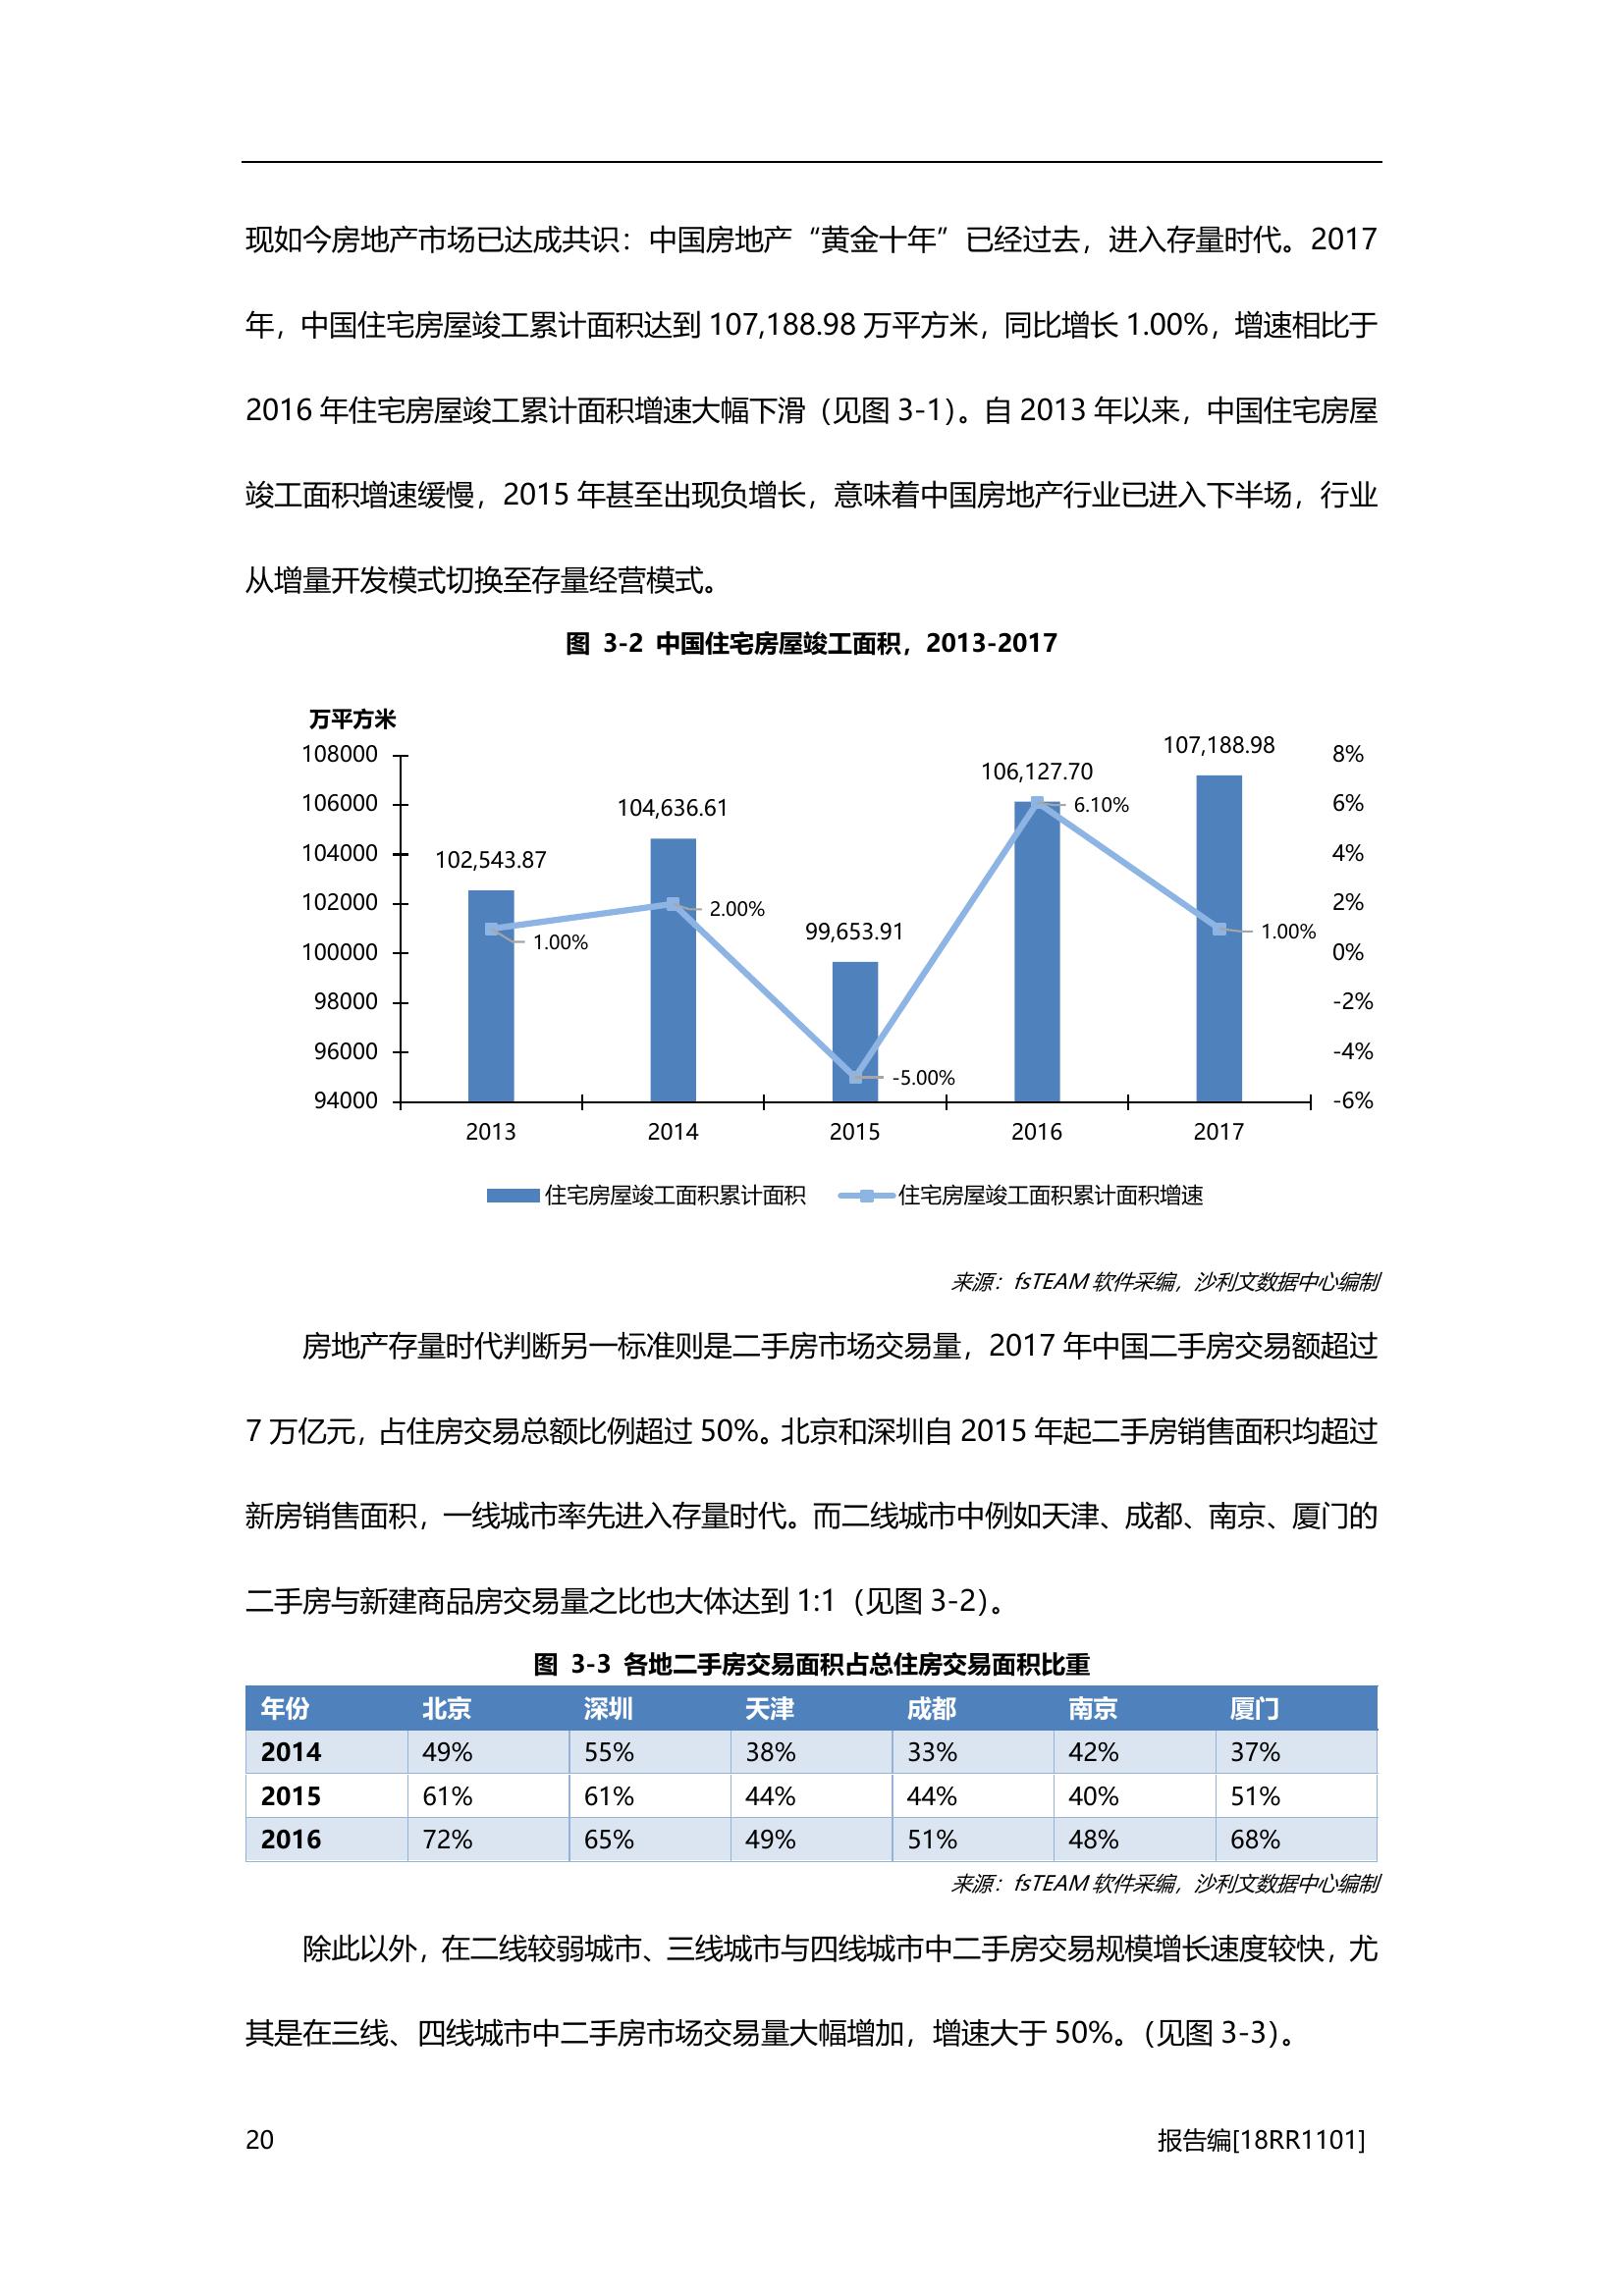 现如今房地产市场已达成共识：中国房地产“黄金十年”已经过去，进入存量时代。2017
年，中国住宅房屋竣工累计面积达到 107,188.98 万平方米，同比增长 1.00%，增速相比于
2016 年住宅房屋竣工累计面积增速大幅下滑（见图 3-1）。自 2013 年以来，中国住宅房屋
竣工面积增速缓慢，2015 年甚至出现负增长，意味着中国房地产行业已进入下半场，行业
从增量开发模式切换至存量经营模式。
图 3-2 中国住宅房屋竣工面积，2013-2017
万平方米
108000
106000
104000
102000
100000
98000
96000
94000
102,543.87
104,636.61
99,653.91
106,127.70
107,188.98
1.00%
2.00%
-5.00%
6.10%
1.00%
8%
6%
4%
2%
0%
-2%
-4%
-6%
2013 2014 2015 2016 2017
住宅房屋竣工面积累计面积 住宅房屋竣工面积累计面积增速
来源：fsTEAM 软件采编，沙利文数据中心编制
房地产存量时代判断另一标准则是二手房市场交易量，2017 年中国二手房交易额超过
7 万亿元，占住房交易总额比例超过 50%。北京和深圳自 2015 年起二手房销售面积均超过
新房销售面积，一线城市率先进入存量时代。而二线城市中例如天津、成都、南京、厦门的
二手房与新建商品房交易量之比也大体达到 1:1（见图 3-2）。
图 3-3 各地二手房交易面积占总住房交易面积比重
年份 北京 深圳 天津 成都 南京 厦门
2014 49% 55% 38% 33% 42% 37%
2015 61% 61% 44% 44% 40% 51%
2016 72% 65% 49% 51% 48% 68%
来源：fsTEAM 软件采编，沙利文数据中心编制
除此以外，在二线较弱城市、三线城市与四线城市中二手房交易规模增长速度较快，尤
其是在三线、四线城市中二手房市场交易量大幅增加，增速大于 50%。（见图 3-3）。
20 报告编[18RR1101]